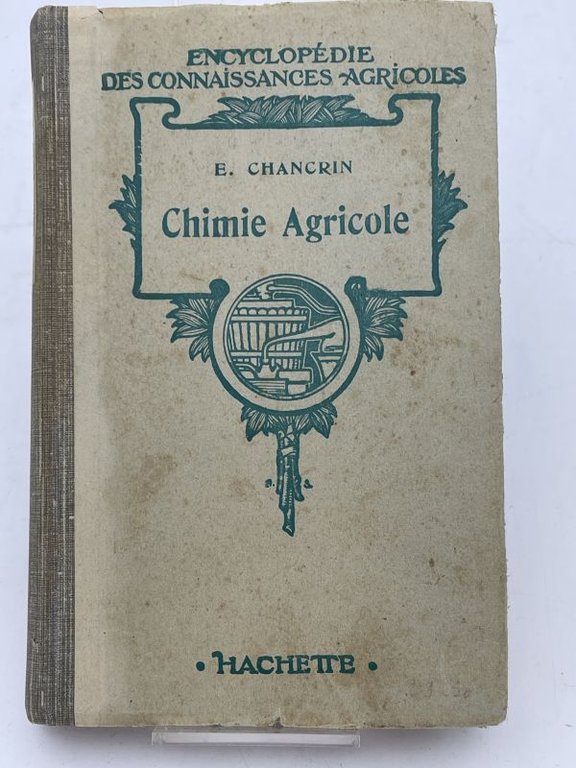 ENCYCLOPÉDIE
DES CONNAISSANCES AGRICOLES
E. CHANCRIN
Chimie Agricole
• HACHETTE •